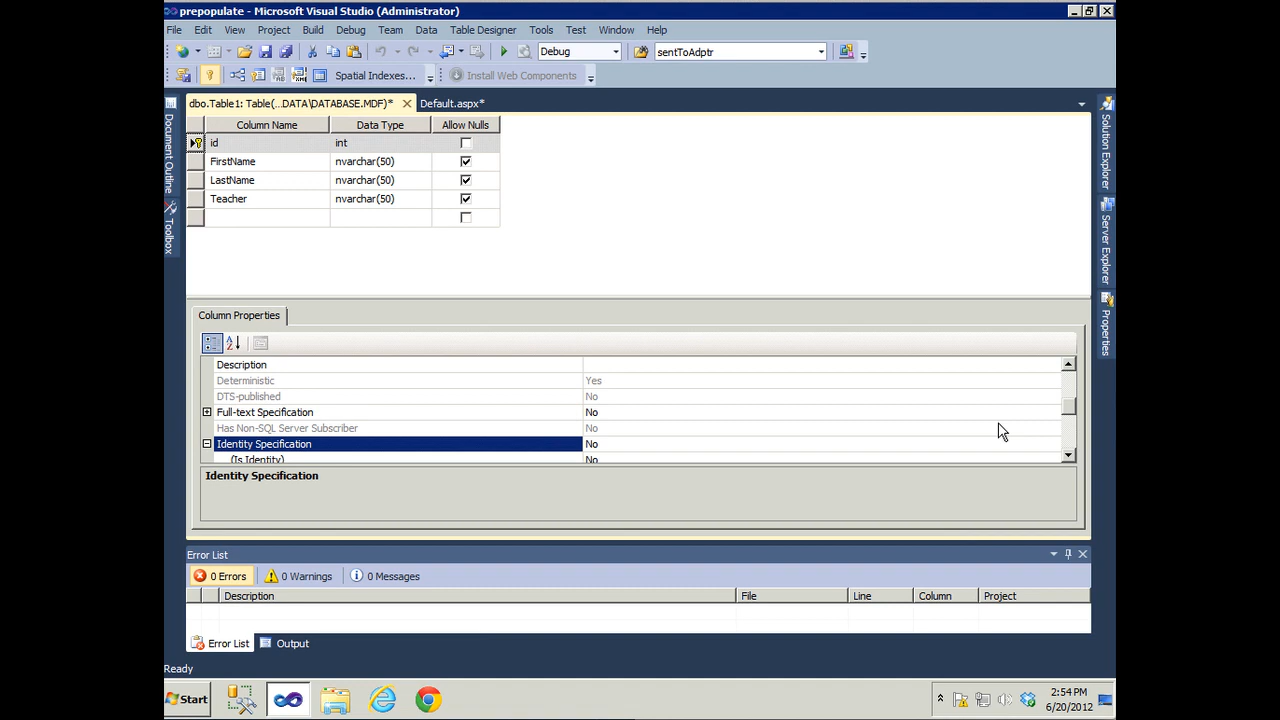 prepopulate - Microsoft Visual Studio (Administrator)
File Edit View Project Build Debug Team Data Table Designer Tools Test Window Help
Debug sentToAdptr
Spatial Indexes... Install Web Components
dbo.Table1: Table(...DATA\DATABASE.MDF)* Default.aspx*
Column Name Data Type Allow Nulls
id int
FirstName nvarchar(50)
LastName nvarchar(50)
Teacher nvarchar(50)
Document Outline
Toolbox
Solution Explorer
Server Explorer
Properties
Column Properties
Description
Deterministic Yes
DTS-published No
Full-text Specification No
Has Non-SQL Server Subscriber No
Identity Specification No
(Is Identity) No
Identity Specification
Error List
0 Errors 0 Warnings 0 Messages
Description File Line Column Project
Error List Output
Ready
Start
2:54 PM
6/20/2012